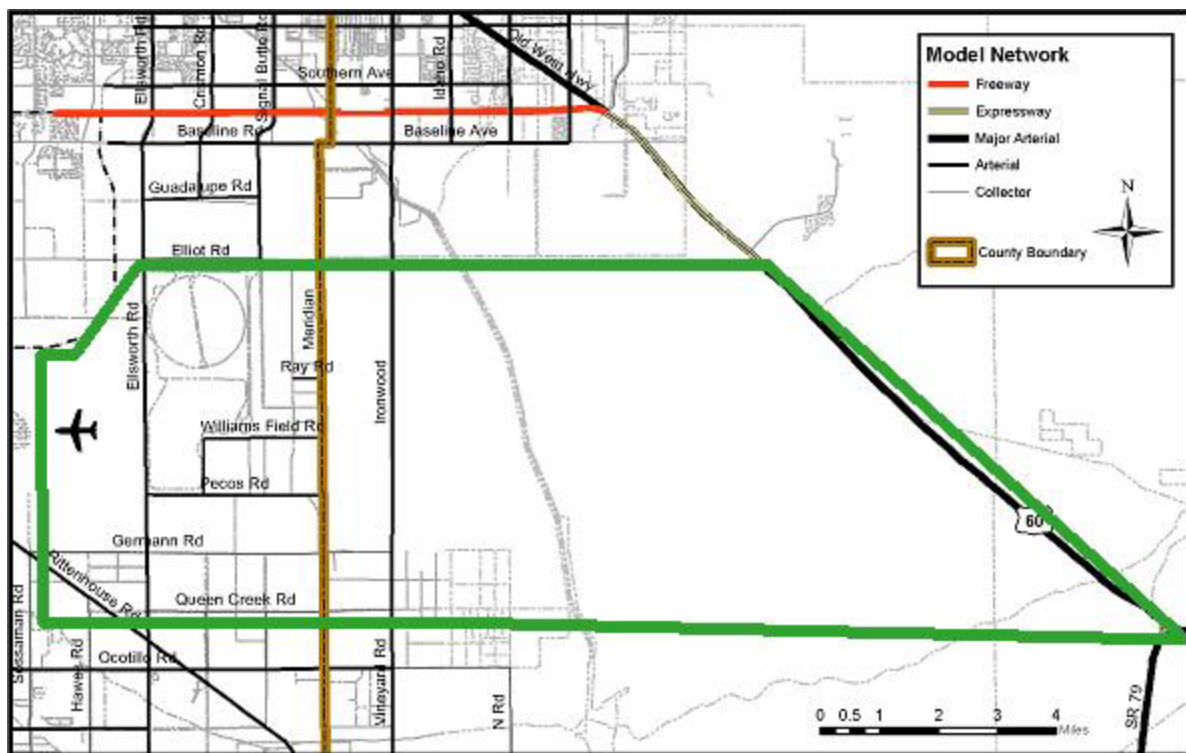 Ellsworth Rd
Crismon Rd
Signal Butte Rd
Southern Ave
Idaho Rd
Old West Hwy
Baseline Rd
Baseline Ave
Guadalupe Rd
Elliot Rd
Ellsworth Rd
Meridian
Ray Rd
Ironwood
Williams Field Rd
Pecos Rd
Germann Rd
Rittenhouse Rd
Queen Creek Rd
Sossaman Rd
Hawes Rd
Ocotillo Rd
Vineyard Rd
N Rd
60
SR 79
Model Network
Freeway
Expressway
Major Arterial
Arterial
Collector
County Boundary
N
0 0.5 1 2 3 4
Miles